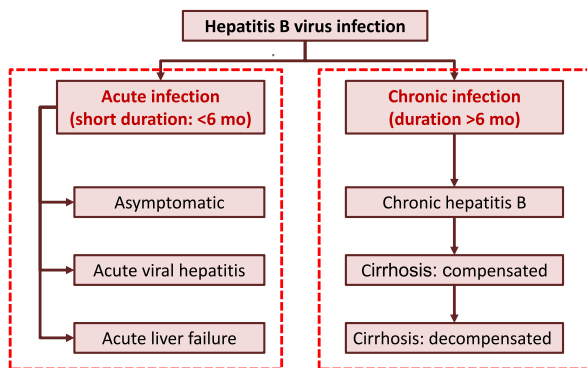 Hepatitis B virus infection
Acute infection
(short duration: <6 mo)
Asymptomatic
Acute viral hepatitis
Acute liver failure
Chronic infection
(duration >6 mo)
Chronic hepatitis B
Cirrhosis: compensated
Cirrhosis: decompensated